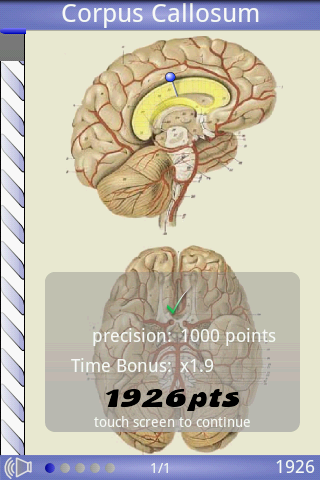 Corpus Callosum
precision: 1000 points
Time Bonus: x1.9
1926pts
touch screen to continue
1/1
1926